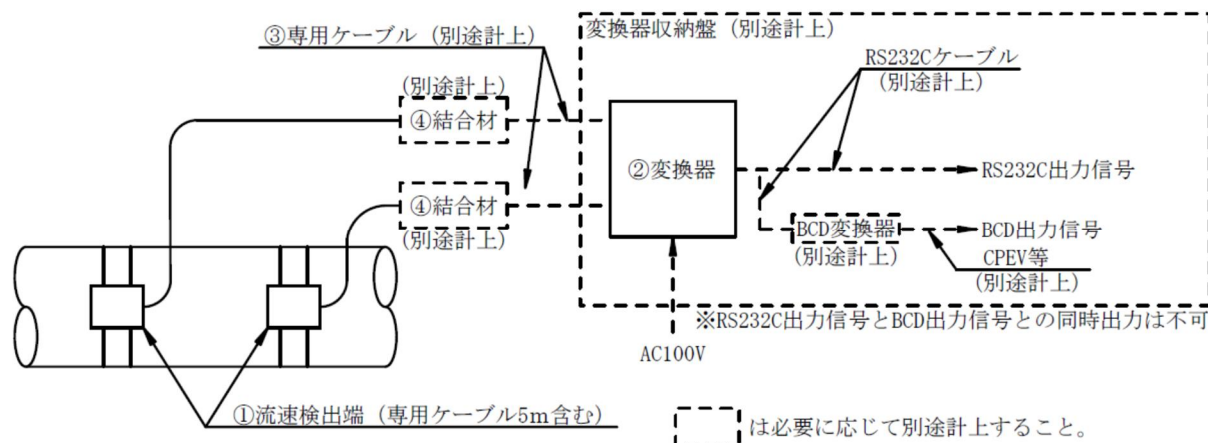 ③専用ケーブル（別途計上）
変換器収納盤（別途計上）
RS232Cケーブル
（別途計上）
（別途計上）
④結合材
②変換器
RS232C出力信号
④結合材
（別途計上）
BCD変換器
（別途計上）
BCD出力信号
CPEV等
（別途計上）
※RS232C出力信号とBCD出力信号との同時出力は不可
AC100V
①流速検出端（専用ケーブル5m含む）
は必要に応じて別途計上すること。